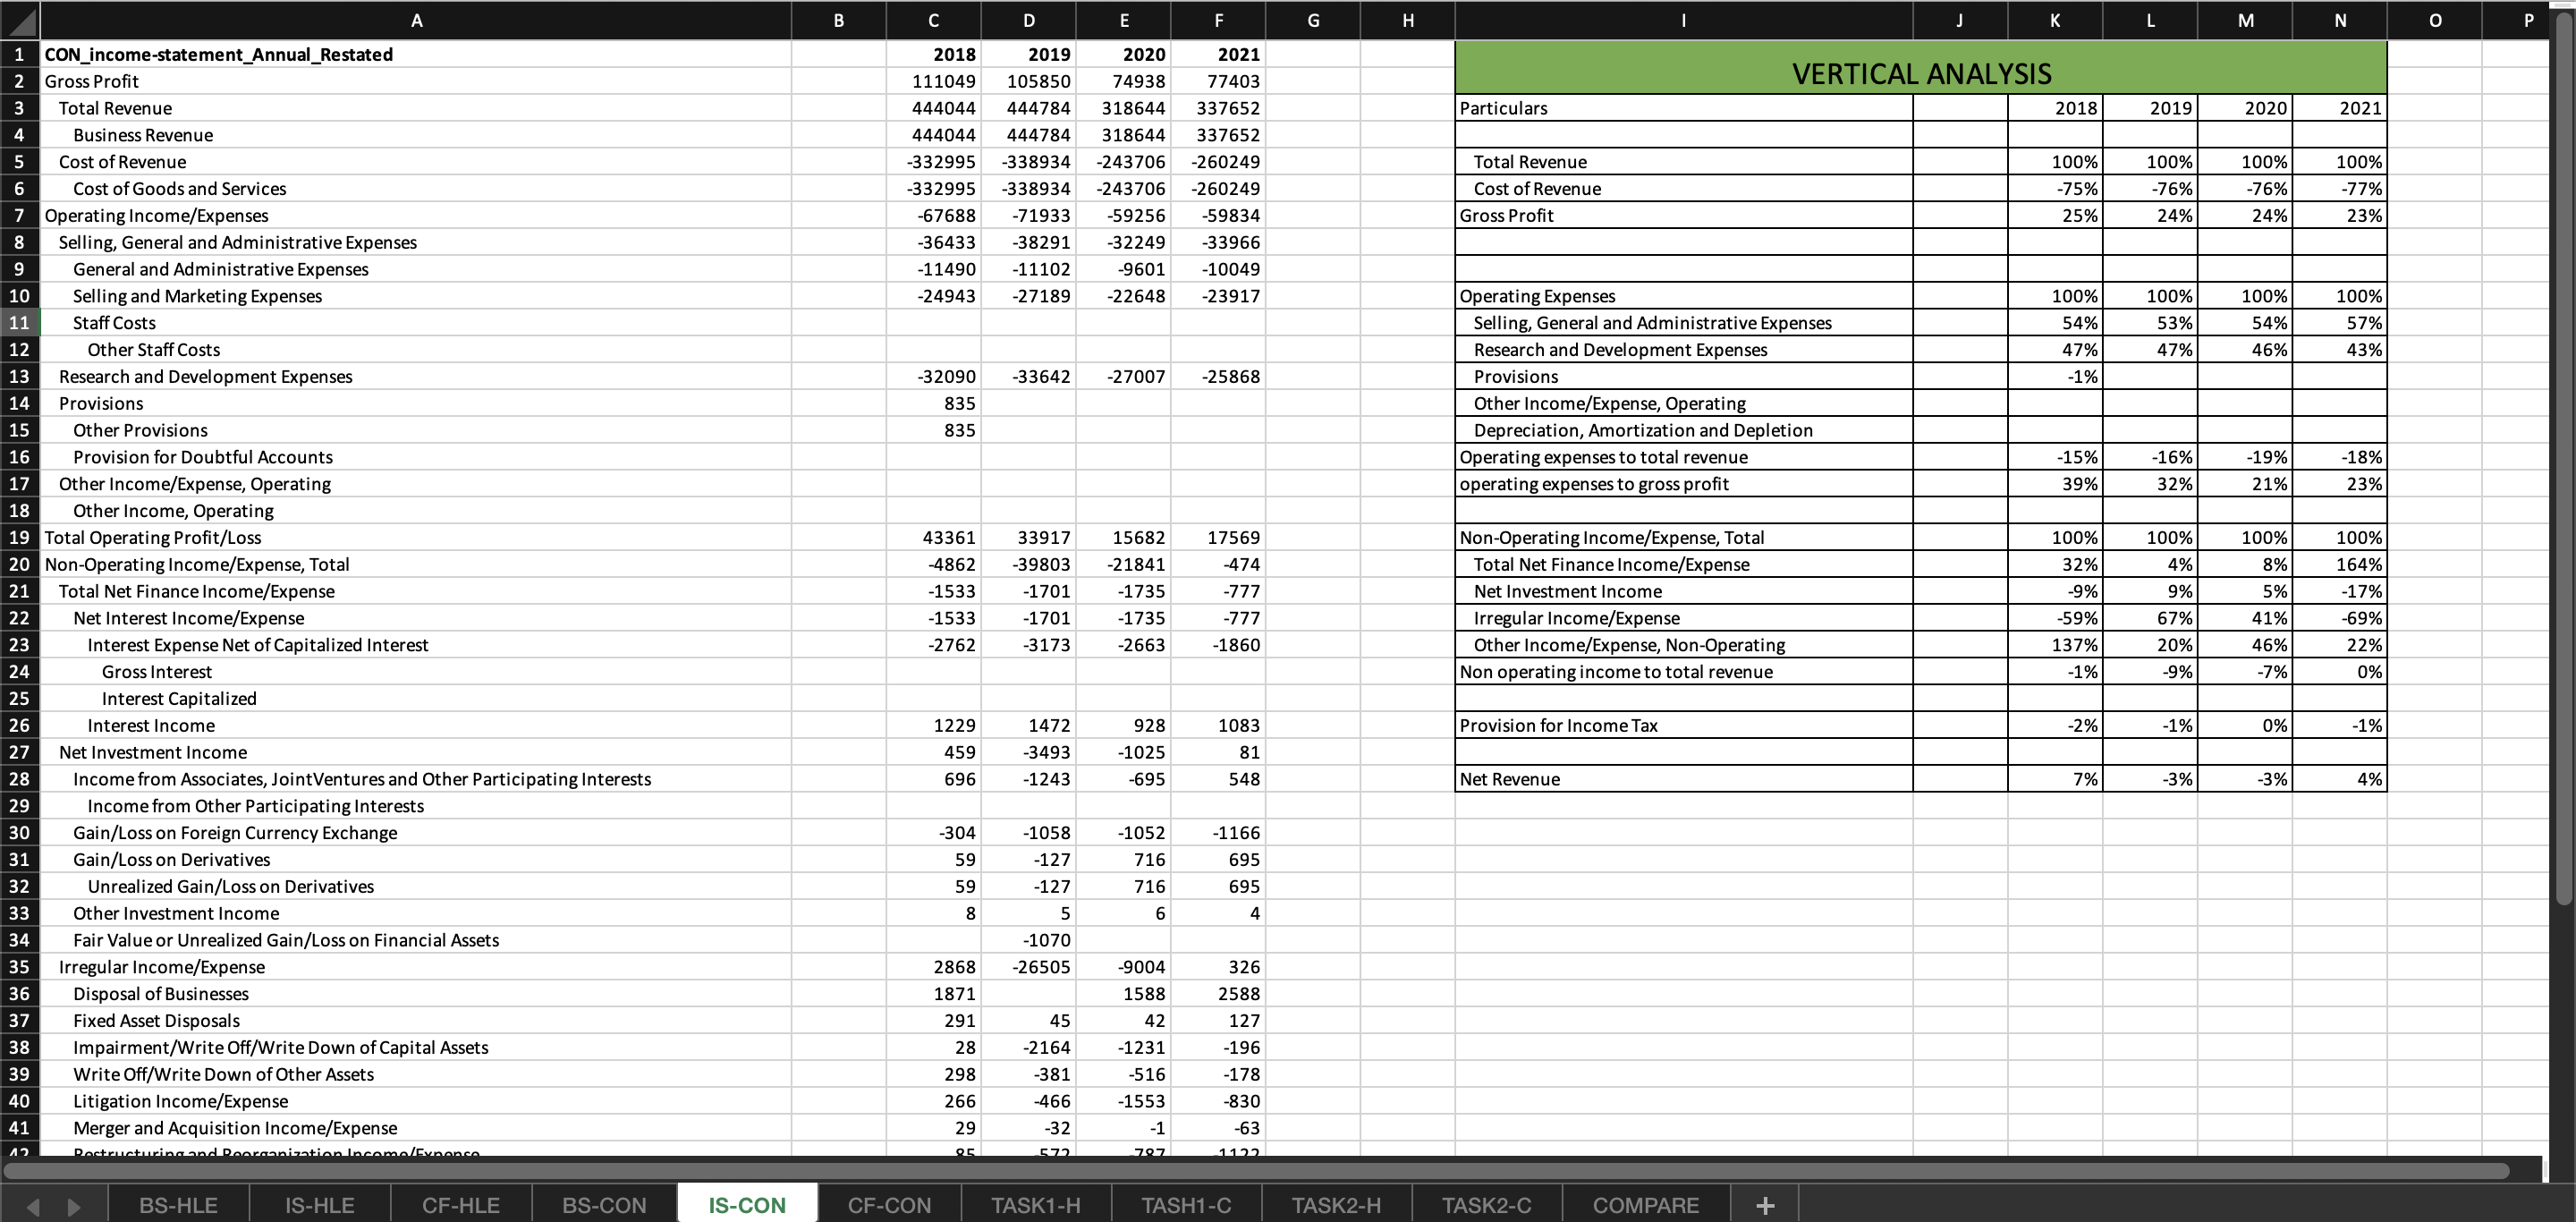 A B C D E F G H I J K L M N O P
1 CON_income-statement_Annual_Restated 2018 2019 2020 2021 VERTICAL ANALYSIS
2 Gross Profit 111049 105850 74938 77403
3 Total Revenue 444044 444784 318644 337652 Particulars 2018 2019 2020 2021
4 Business Revenue 444044 444784 318644 337652
5 Cost of Revenue -332995 -338934 -243706 -260249 Total Revenue 100% 100% 100% 100%
6 Cost of Goods and Services -332995 -338934 -243706 -260249 Cost of Revenue -75% -76% -76% -77%
7 Operating Income/Expenses -67688 -71933 -59256 -59834 Gross Profit 25% 24% 24% 23%
8 Selling, General and Administrative Expenses -36433 -38291 -32249 -33966
9 General and Administrative Expenses -11490 -11102 -9601 -10049
10 Selling and Marketing Expenses -24943 -27189 -22648 -23917 Operating Expenses 100% 100% 100% 100%
11 Staff Costs Selling, General and Administrative Expenses 54% 53% 54% 57%
12 Other Staff Costs Research and Development Expenses 47% 47% 46% 43%
13 Research and Development Expenses -32090 -33642 -27007 -25868 Provisions -1%
14 Provisions 835 Other Income/Expense, Operating
15 Other Provisions 835 Depreciation, Amortization and Depletion
16 Provision for Doubtful Accounts Operating expenses to total revenue -15% -16% -19% -18%
17 Other Income/Expense, Operating operating expenses to gross profit 39% 32% 21% 23%
18 Other Income, Operating
19 Total Operating Profit/Loss 43361 33917 15682 17569 Non-Operating Income/Expense, Total 100% 100% 100% 100%
20 Non-Operating Income/Expense, Total -4862 -39803 -21841 -474 Total Net Finance Income/Expense 32% 4% 8% 164%
21 Total Net Finance Income/Expense -1533 -1701 -1735 -777 Net Investment Income -9% 9% 5% -17%
22 Net Interest Income/Expense -1533 -1701 -1735 -777 Irregular Income/Expense -59% 67% 41% -69%
23 Interest Expense Net of Capitalized Interest -2762 -3173 -2663 -1860 Other Income/Expense, Non-Operating 137% 20% 46% 22%
24 Gross Interest Non operating income to total revenue -1% -9% -7% 0%
25 Interest Capitalized
26 Interest Income 1229 1472 928 1083 Provision for Income Tax -2% -1% 0% -1%
27 Net Investment Income 459 -3493 -1025 81
28 Income from Associates, JointVentures and Other Participating Interests 696 -1243 -695 548 Net Revenue 7% -3% -3% 4%
29 Income from Other Participating Interests
30 Gain/Loss on Foreign Currency Exchange -304 -1058 -1052 -1166
31 Gain/Loss on Derivatives 59 -127 716 695
32 Unrealized Gain/Loss on Derivatives 59 -127 716 695
33 Other Investment Income 8 5 6 4
34 Fair Value or Unrealized Gain/Loss on Financial Assets -1070
35 Irregular Income/Expense 2868 -26505 -9004 326
36 Disposal of Businesses 1871 1588 2588
37 Fixed Asset Disposals 291 45 42 127
38 Impairment/Write Off/Write Down of Capital Assets 28 -2164 -1231 -196
39 Write Off/Write Down of Other Assets 298 -381 -516 -178
40 Litigation Income/Expense 266 -466 -1553 -830
41 Merger and Acquisition Income/Expense 29 -32 -1 -63
42 Restructuring and Reorganization Income/Expense 85 -572 -787 -1122
BS-HLE IS-HLE CF-HLE BS-CON IS-CON CF-CON TASK1-H TASH1-C TASK2-H TASK2-C COMPARE +